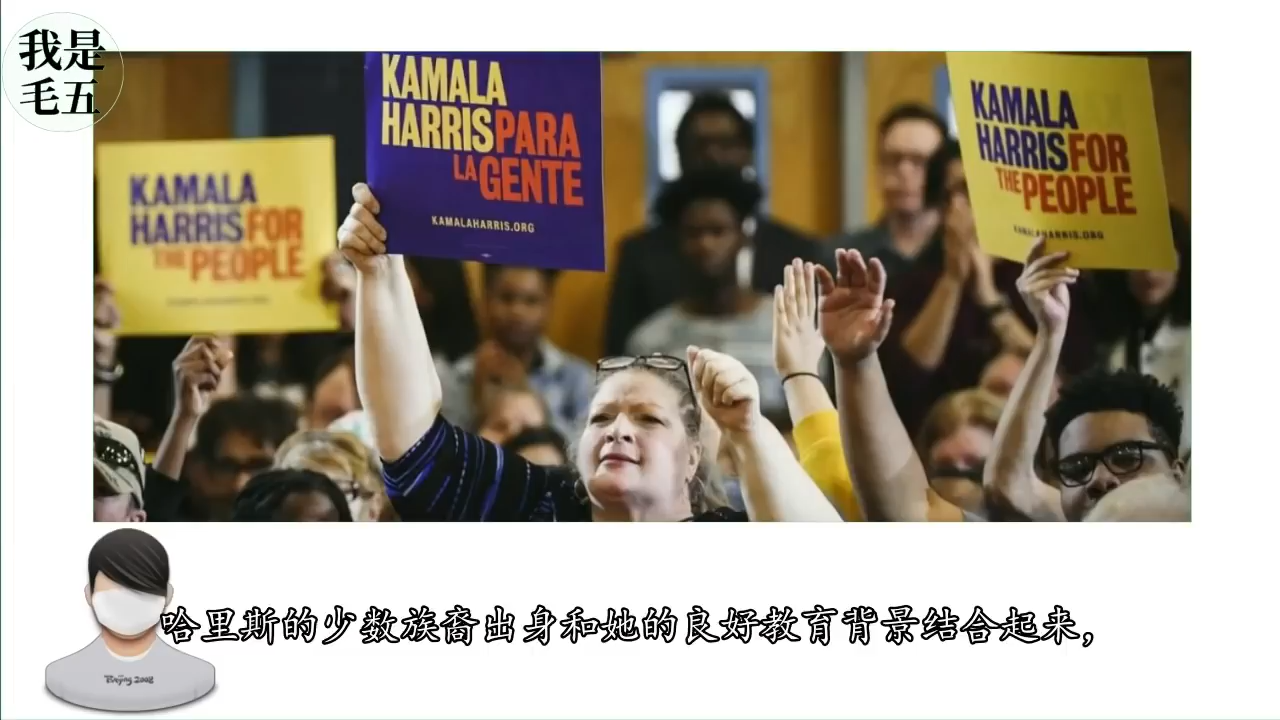 我是
毛五
KAMALA
HARRIS FOR
THE PEOPLE
KAMALA
HARRIS PARA
LA GENTE
KAMALAHARRIS.ORG
KAMALA
HARRIS FOR
THE PEOPLE
KAMALAHARRIS.ORG
哈里斯的少数族裔出身和她的良好教育背景结合起来，
Beijing 2008